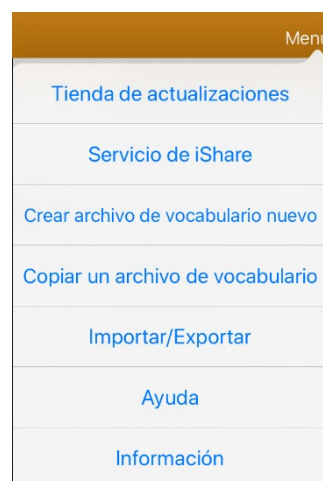 Menú
Tienda de actualizaciones
Servicio de iShare
Crear archivo de vocabulario nuevo
Copiar un archivo de vocabulario
Importar/Exportar
Ayuda
Información